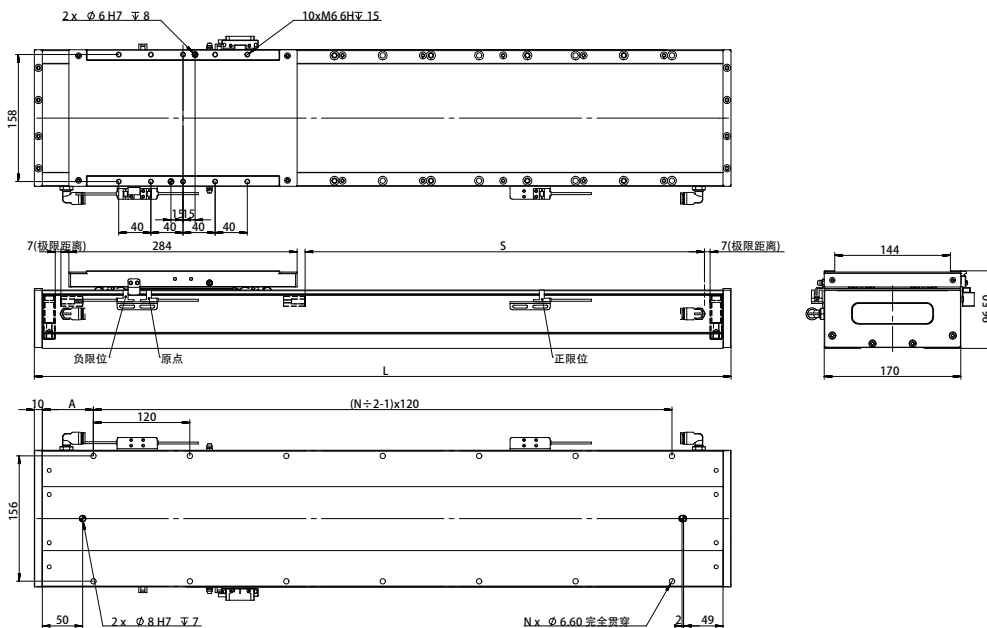 2 x ϕ 6 H7 ↧ 8
10xM6 6H↧ 15
158
15 15
40 40 40 40
7(极限距离) 284 S 7(极限距离)
144
96.50
负限位 原点 正限位
170
L
10 A (N÷2-1)x120
120
156
50 2 x ϕ 8 H7 ↧ 7 N x ϕ 6.60 完全贯穿 2 49